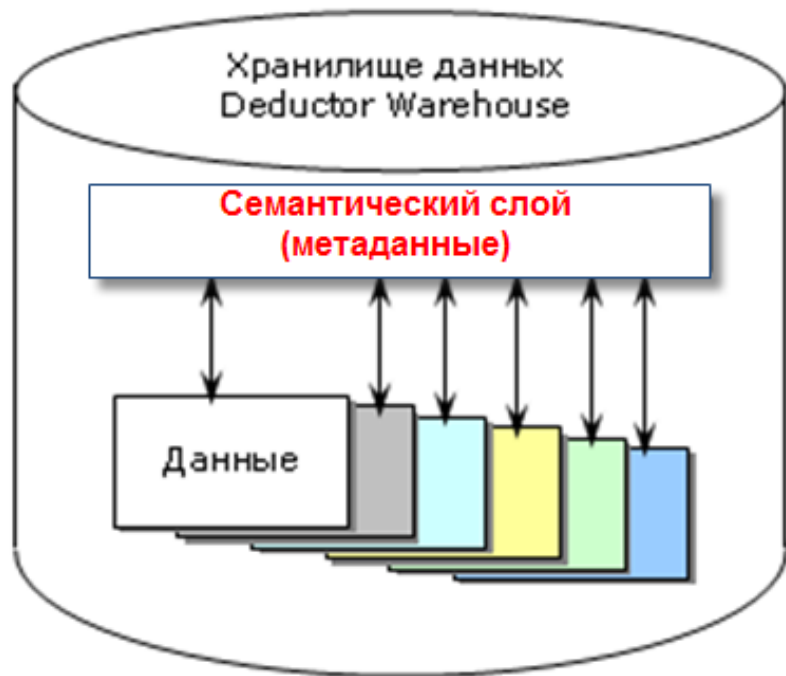 Хранилище данных
Deductor Warehouse
Семантический слой
(метаданные)
Данные